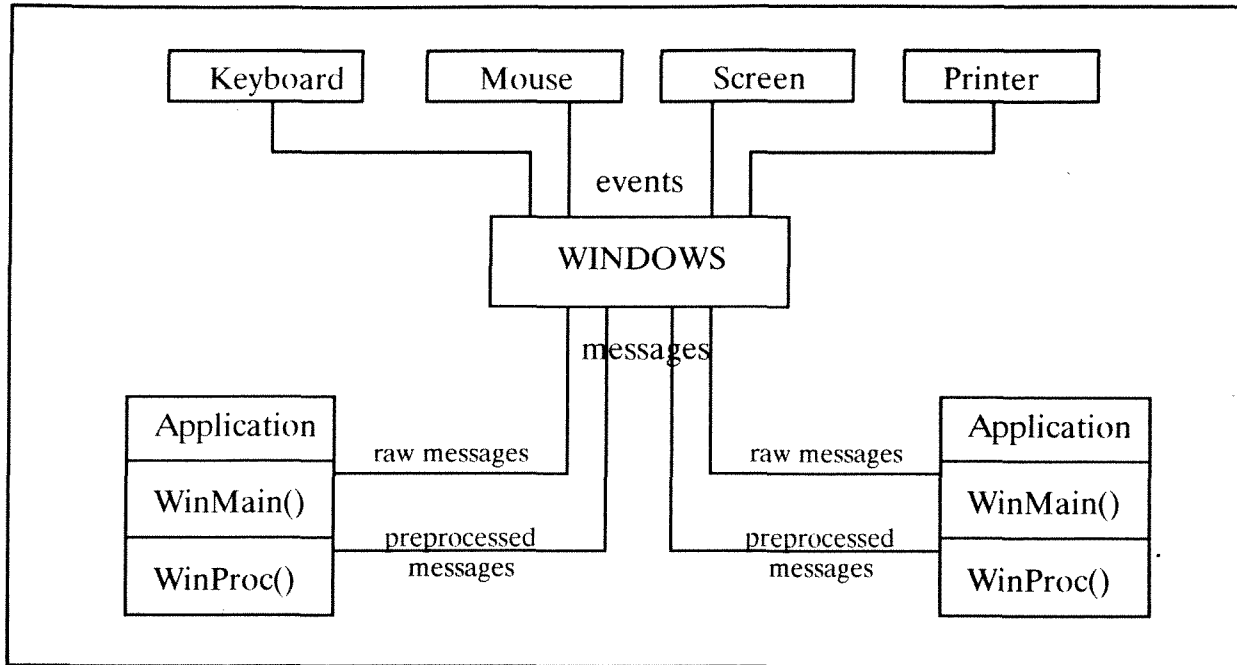 Keyboard
Mouse
Screen
Printer
events
WINDOWS
messages
Application
WinMain()
WinProc()
raw messages
preprocessed
messages
raw messages
preprocessed
messages
Application
WinMain()
WinProc()